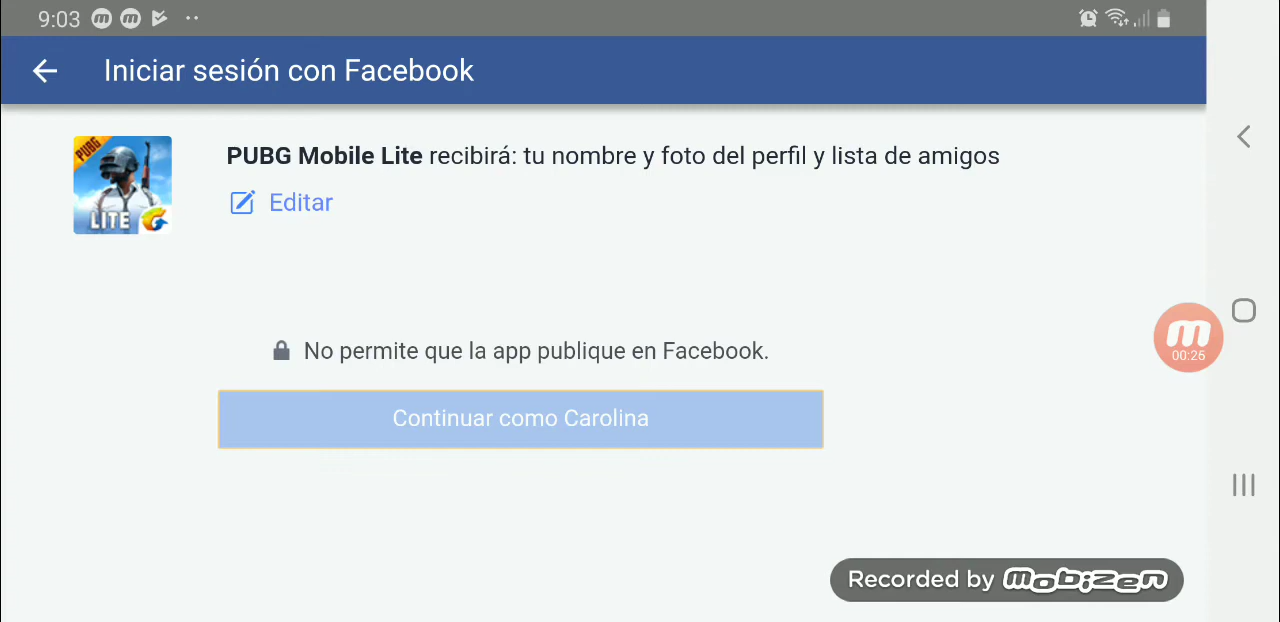 9:03
Iniciar sesión con Facebook
PUBG
LITE
PUBG Mobile Lite recibirá: tu nombre y foto del perfil y lista de amigos
Editar
No permite que la app publique en Facebook.
00:26
Continuar como Carolina
Recorded by mobizen